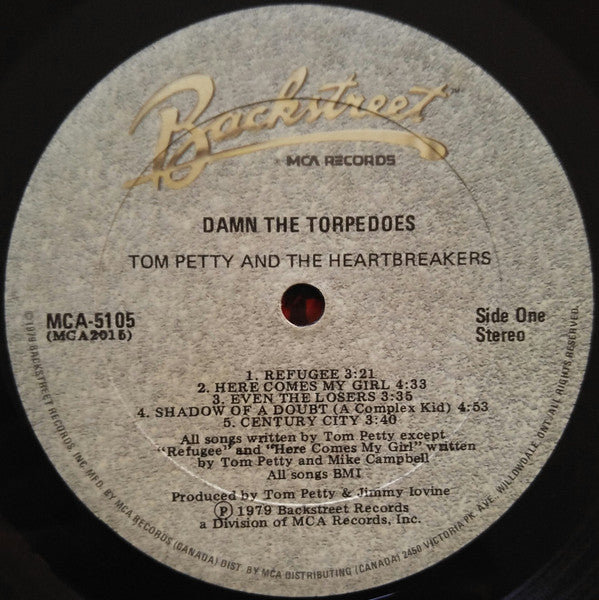 Backstreet™
MCA RECORDS
DAMN THE TORPEDOES
TOM PETTY AND THE HEARTBREAKERS
MCA-5105
(MCA2015)
Side One
Stereo
1. REFUGEE 3:21
2. HERE COMES MY GIRL 4:33
3. EVEN THE LOSERS 3:35
4. SHADOW OF A DOUBT (A Complex Kid) 4:53
5. CENTURY CITY 3:40
All songs written by Tom Petty except
"Refugee" and "Here Comes My Girl" written
by Tom Petty and Mike Campbell
All songs BMI
Produced by Tom Petty & Jimmy Iovine
Ⓟ 1979 Backstreet Records
a Division of MCA Records, Inc.
BACKSTREET RECORDS, INC. MFD. BY MCA RECORDS (CANADA) DIST. BY MCA DISTRIBUTING (CANADA) 2450 VICTORIA PK. AVE. WILLOWDALE, ONT. ALL RIGHTS RESERVED.